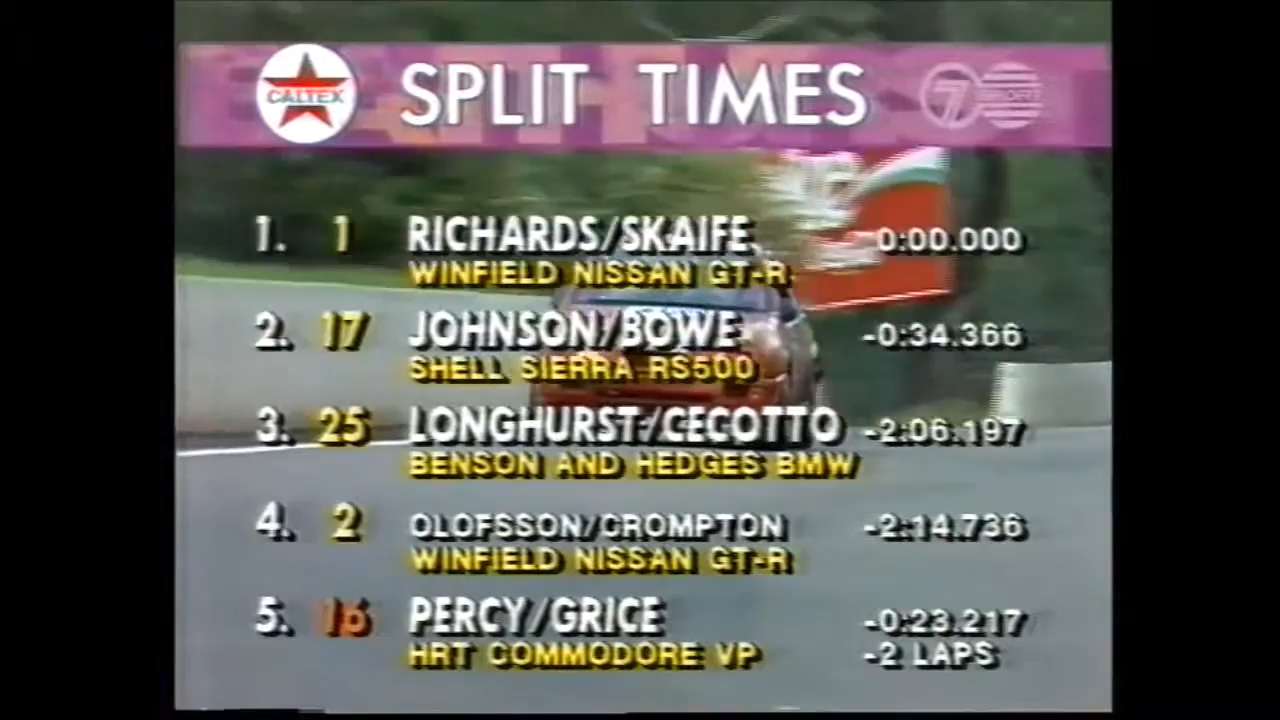 CALTEX SPLIT TIMES 7 SPORT
1. 1 RICHARDS/SKAIFE 0:00.000
WINFIELD NISSAN GT-R
2. 17 JOHNSON/BOWE -0:34.366
SHELL SIERRA RS500
3. 25 LONGHURST/CECOTTO -2:06.197
BENSON AND HEDGES BMW
4. 2 OLOFSSON/CROMPTON -2:14.736
WINFIELD NISSAN GT-R
5. 16 PERCY/GRICE -0:23.217
HRT COMMODORE VP -2 LAPS